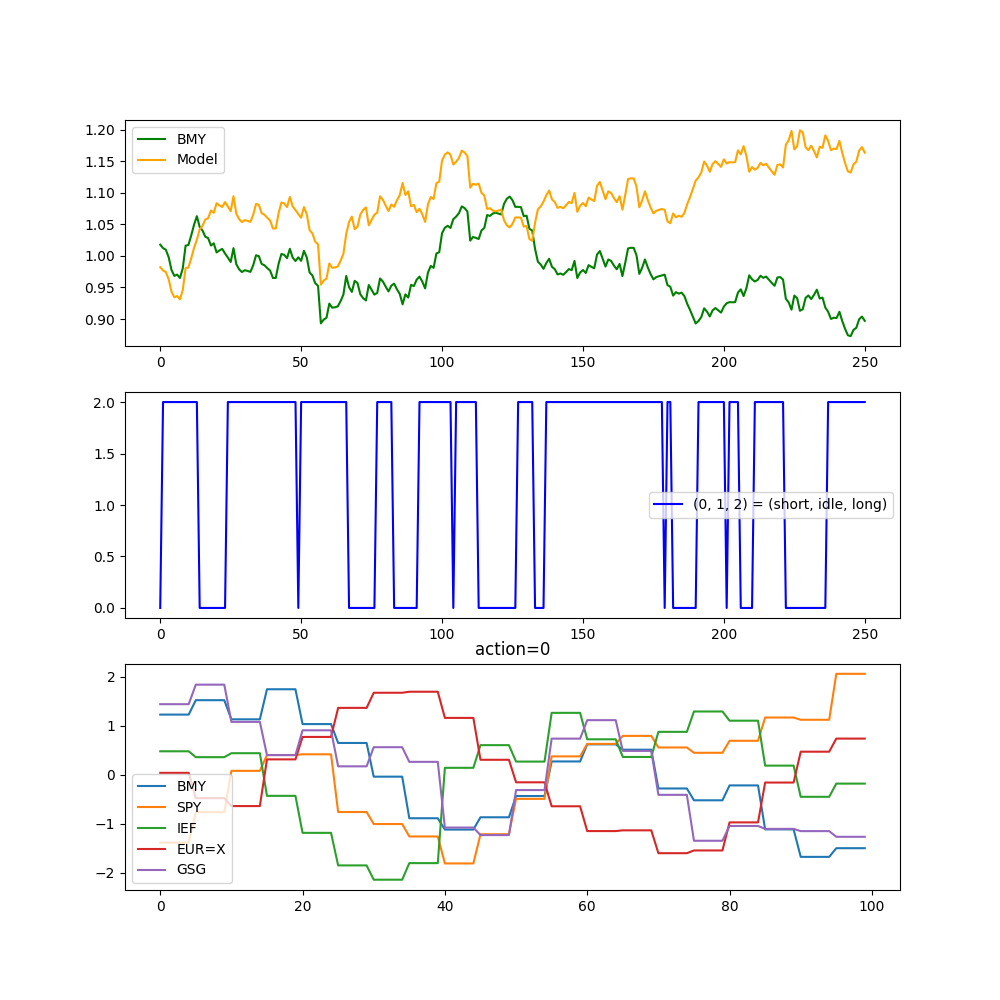 1.20
1.15
1.10
1.05
1.00
0.95
0.90
BMY
Model
0 50 100 150 200 250
2.0
1.5
1.0
0.5
0.0
(0, 1, 2) = (short, idle, long)
0 50 100 150 200 250
action=0
2
1
0
−1
−2
BMY
SPY
IEF
EUR=X
GSG
0 20 40 60 80 100